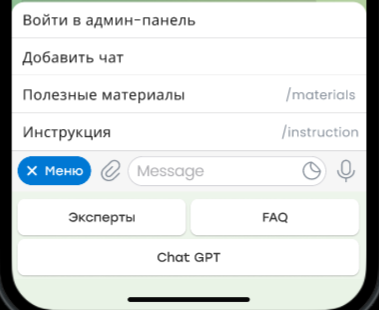 Войти в админ-панель
Добавить чат
Полезные материалы /materials
Инструкция /instruction
× Меню Message
Эксперты FAQ
Chat GPT